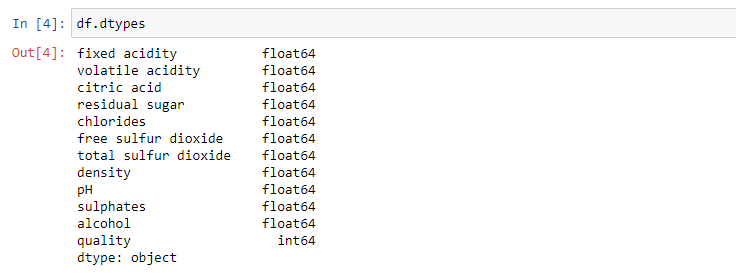 In [4]: df.dtypes
Out[4]: fixed acidity float64
volatile acidity float64
citric acid float64
residual sugar float64
chlorides float64
free sulfur dioxide float64
total sulfur dioxide float64
density float64
pH float64
sulphates float64
alcohol float64
quality int64
dtype: object